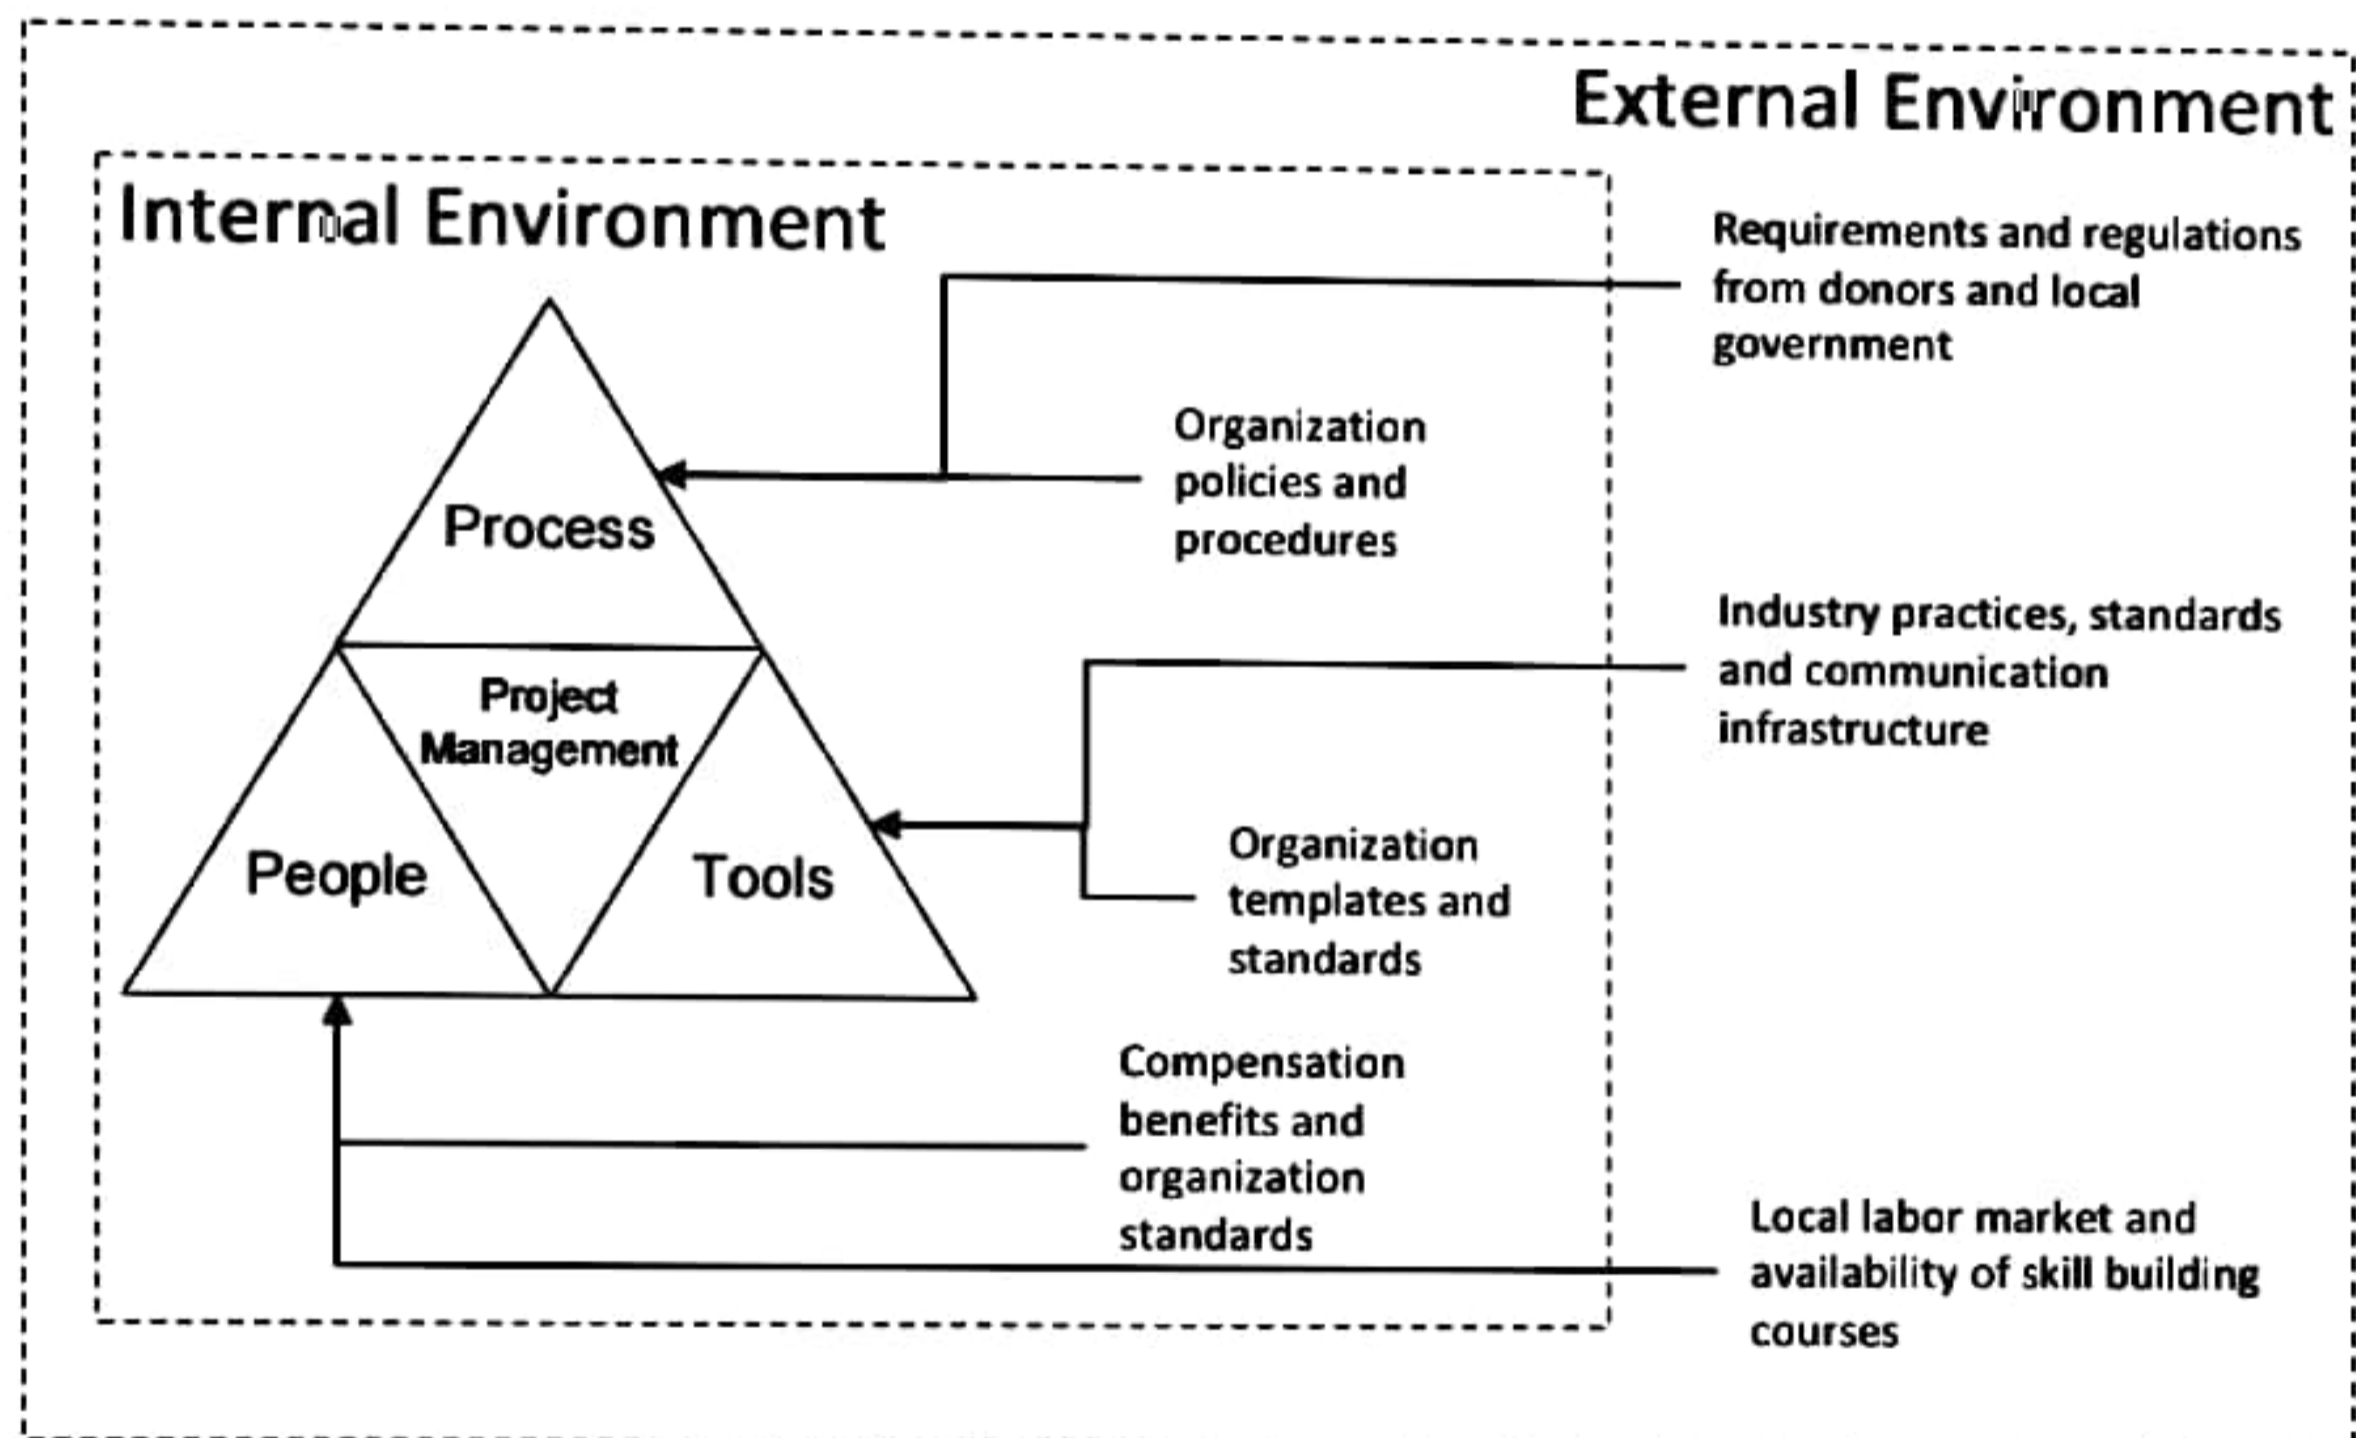 External Environment
Internal Environment
Requirements and regulations
from donors and local
government
Organization
policies and
procedures
Process
Industry practices, standards
and communication
infrastructure
Project
Management
Organization
templates and
standards
People
Tools
Compensation
benefits and
organization
standards
Local labor market and
availability of skill building
courses